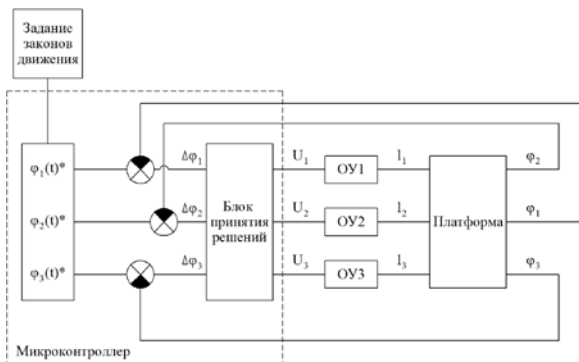 Задание
законов
движения
φ₁(t)*
Δφ₁
U₁
ОУ1
l₁
φ₂
φ₂(t)*
Δφ₂
Блок
принятия
решений
U₂
ОУ2
l₂
Платформа
φ₁
φ₃(t)*
Δφ₃
U₃
ОУ3
l₃
φ₃
Микроконтроллер